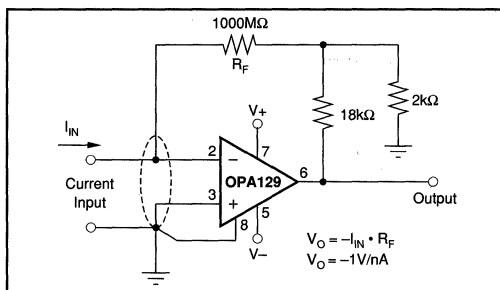 1000MΩ
R_F
V+
18kΩ
2kΩ
I_IN
2
–
7
OPA129
6
Current
Input
3
+
8
5
V–
Output
V_O = –I_IN • R_F
V_O = –1V/nA